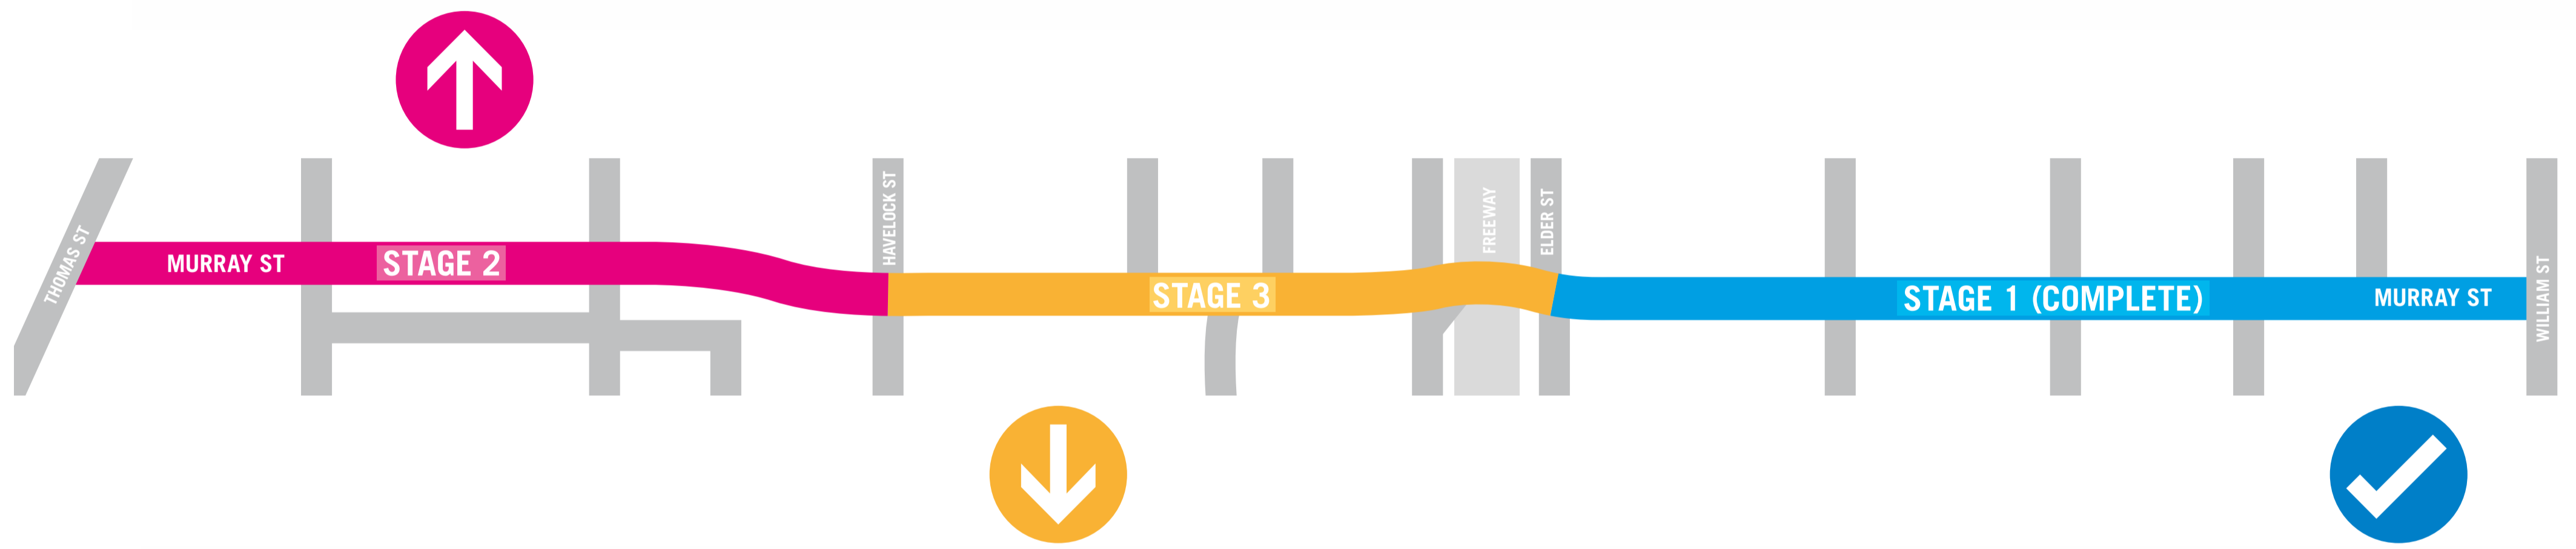 THOMAS ST
MURRAY ST
STAGE 2
HAVELOCK ST
STAGE 3
FREEWAY
ELDER ST
STAGE 1 (COMPLETE)
MURRAY ST
WILLIAM ST